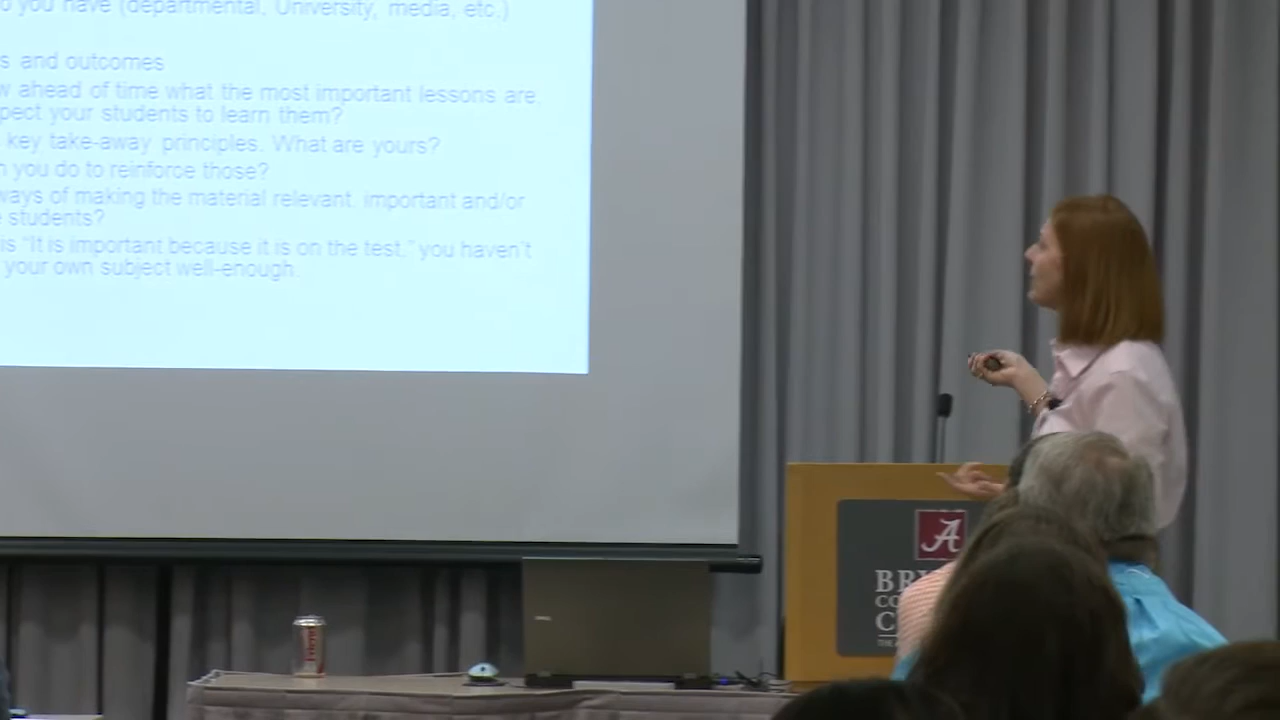 you have (departmental, University, media, etc.)
s and outcomes
w ahead of time what the most important lessons are,
pect your students to learn them?
key take-away principles. What are yours?
you do to reinforce those?
ways of making the material relevant, important and/or
students?
is "It is important because it is on the test," you haven't
your own subject well-enough.
A
BR
CO
C